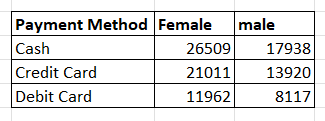 Payment Method Female male
Cash 26509 17938
Credit Card 21011 13920
Debit Card 11962 8117